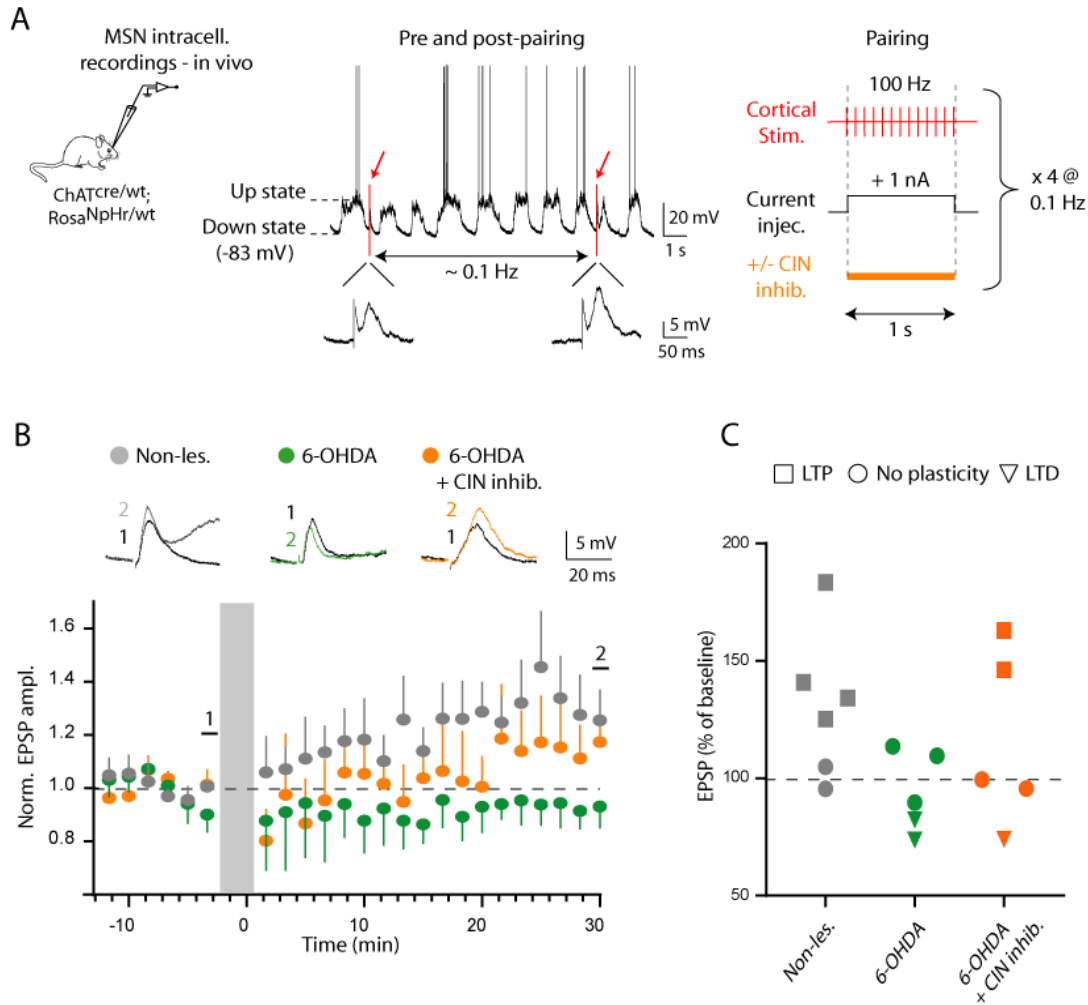 A
MSN intracell.
recordings - in vivo
ChATcre/wt;
RosaNpHr/wt
Pre and post-pairing
Up state
Down state
(-83 mV)
20 mV
1 s
~ 0.1 Hz
5 mV
50 ms
Pairing
100 Hz
Cortical
Stim.
+ 1 nA
Current
injec.
+/- CIN
inhib.
1 s
x 4 @
0.1 Hz
B
Non-les.
6-OHDA
6-OHDA
+ CIN inhib.
2
1
1
2
2
1
5 mV
20 ms
Norm. EPSP ampl.
1.6
1.4
1.2
1.0
0.8
1
2
-10
0
10
20
30
Time (min)
C
LTP
No plasticity
LTD
EPSP (% of baseline)
200
150
100
50
Non-les.
6-OHDA
6-OHDA
+ CIN inhib.